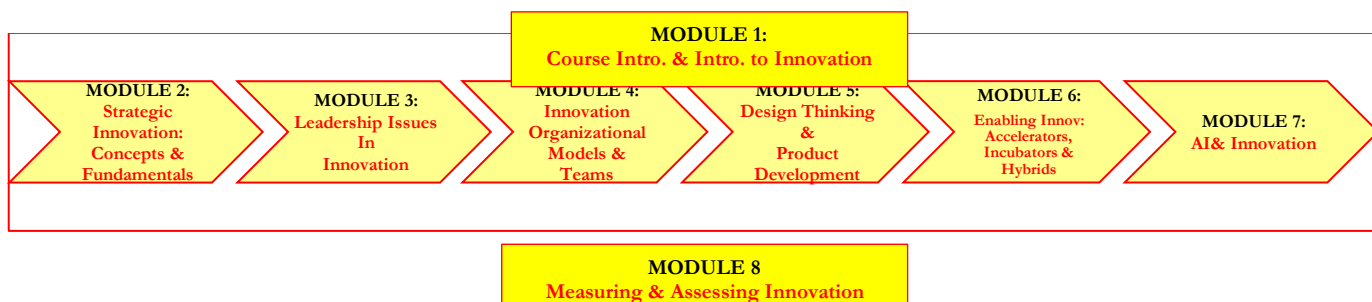 MODULE 1:
Course Intro. & Intro. to Innovation
MODULE 2:
Strategic
Innovation:
Concepts &
Fundamentals
MODULE 3:
Leadership Issues
In
Innovation
MODULE 4:
Innovation
Organizational
Models &
Teams
MODULE 5:
Design Thinking
&
Product
Development
MODULE 6:
Enabling Innov:
Accelerators,
Incubators &
Hybrids
MODULE 7:
AI& Innovation
MODULE 8
Measuring & Assessing Innovation